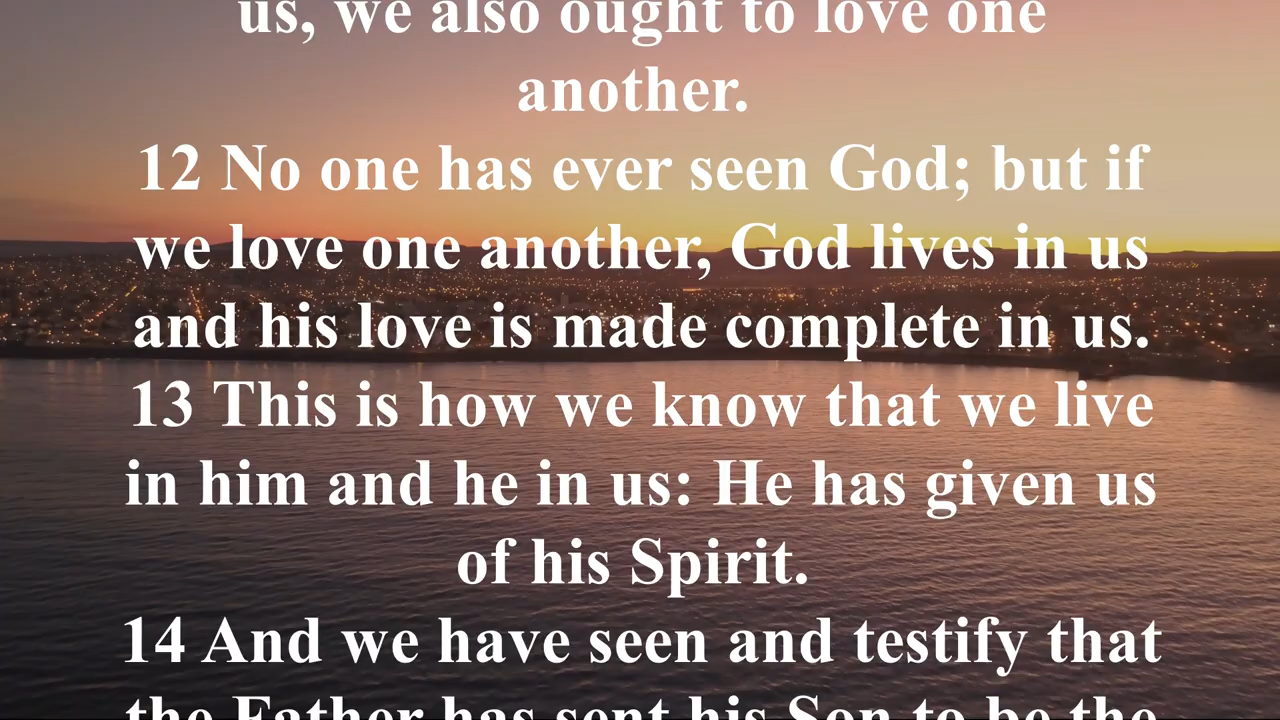 us, we also ought to love one
another.
12 No one has ever seen God; but if
we love one another, God lives in us
and his love is made complete in us.
13 This is how we know that we live
in him and he in us: He has given us
of his Spirit.
14 And we have seen and testify that
the Father has sent his Son to be the